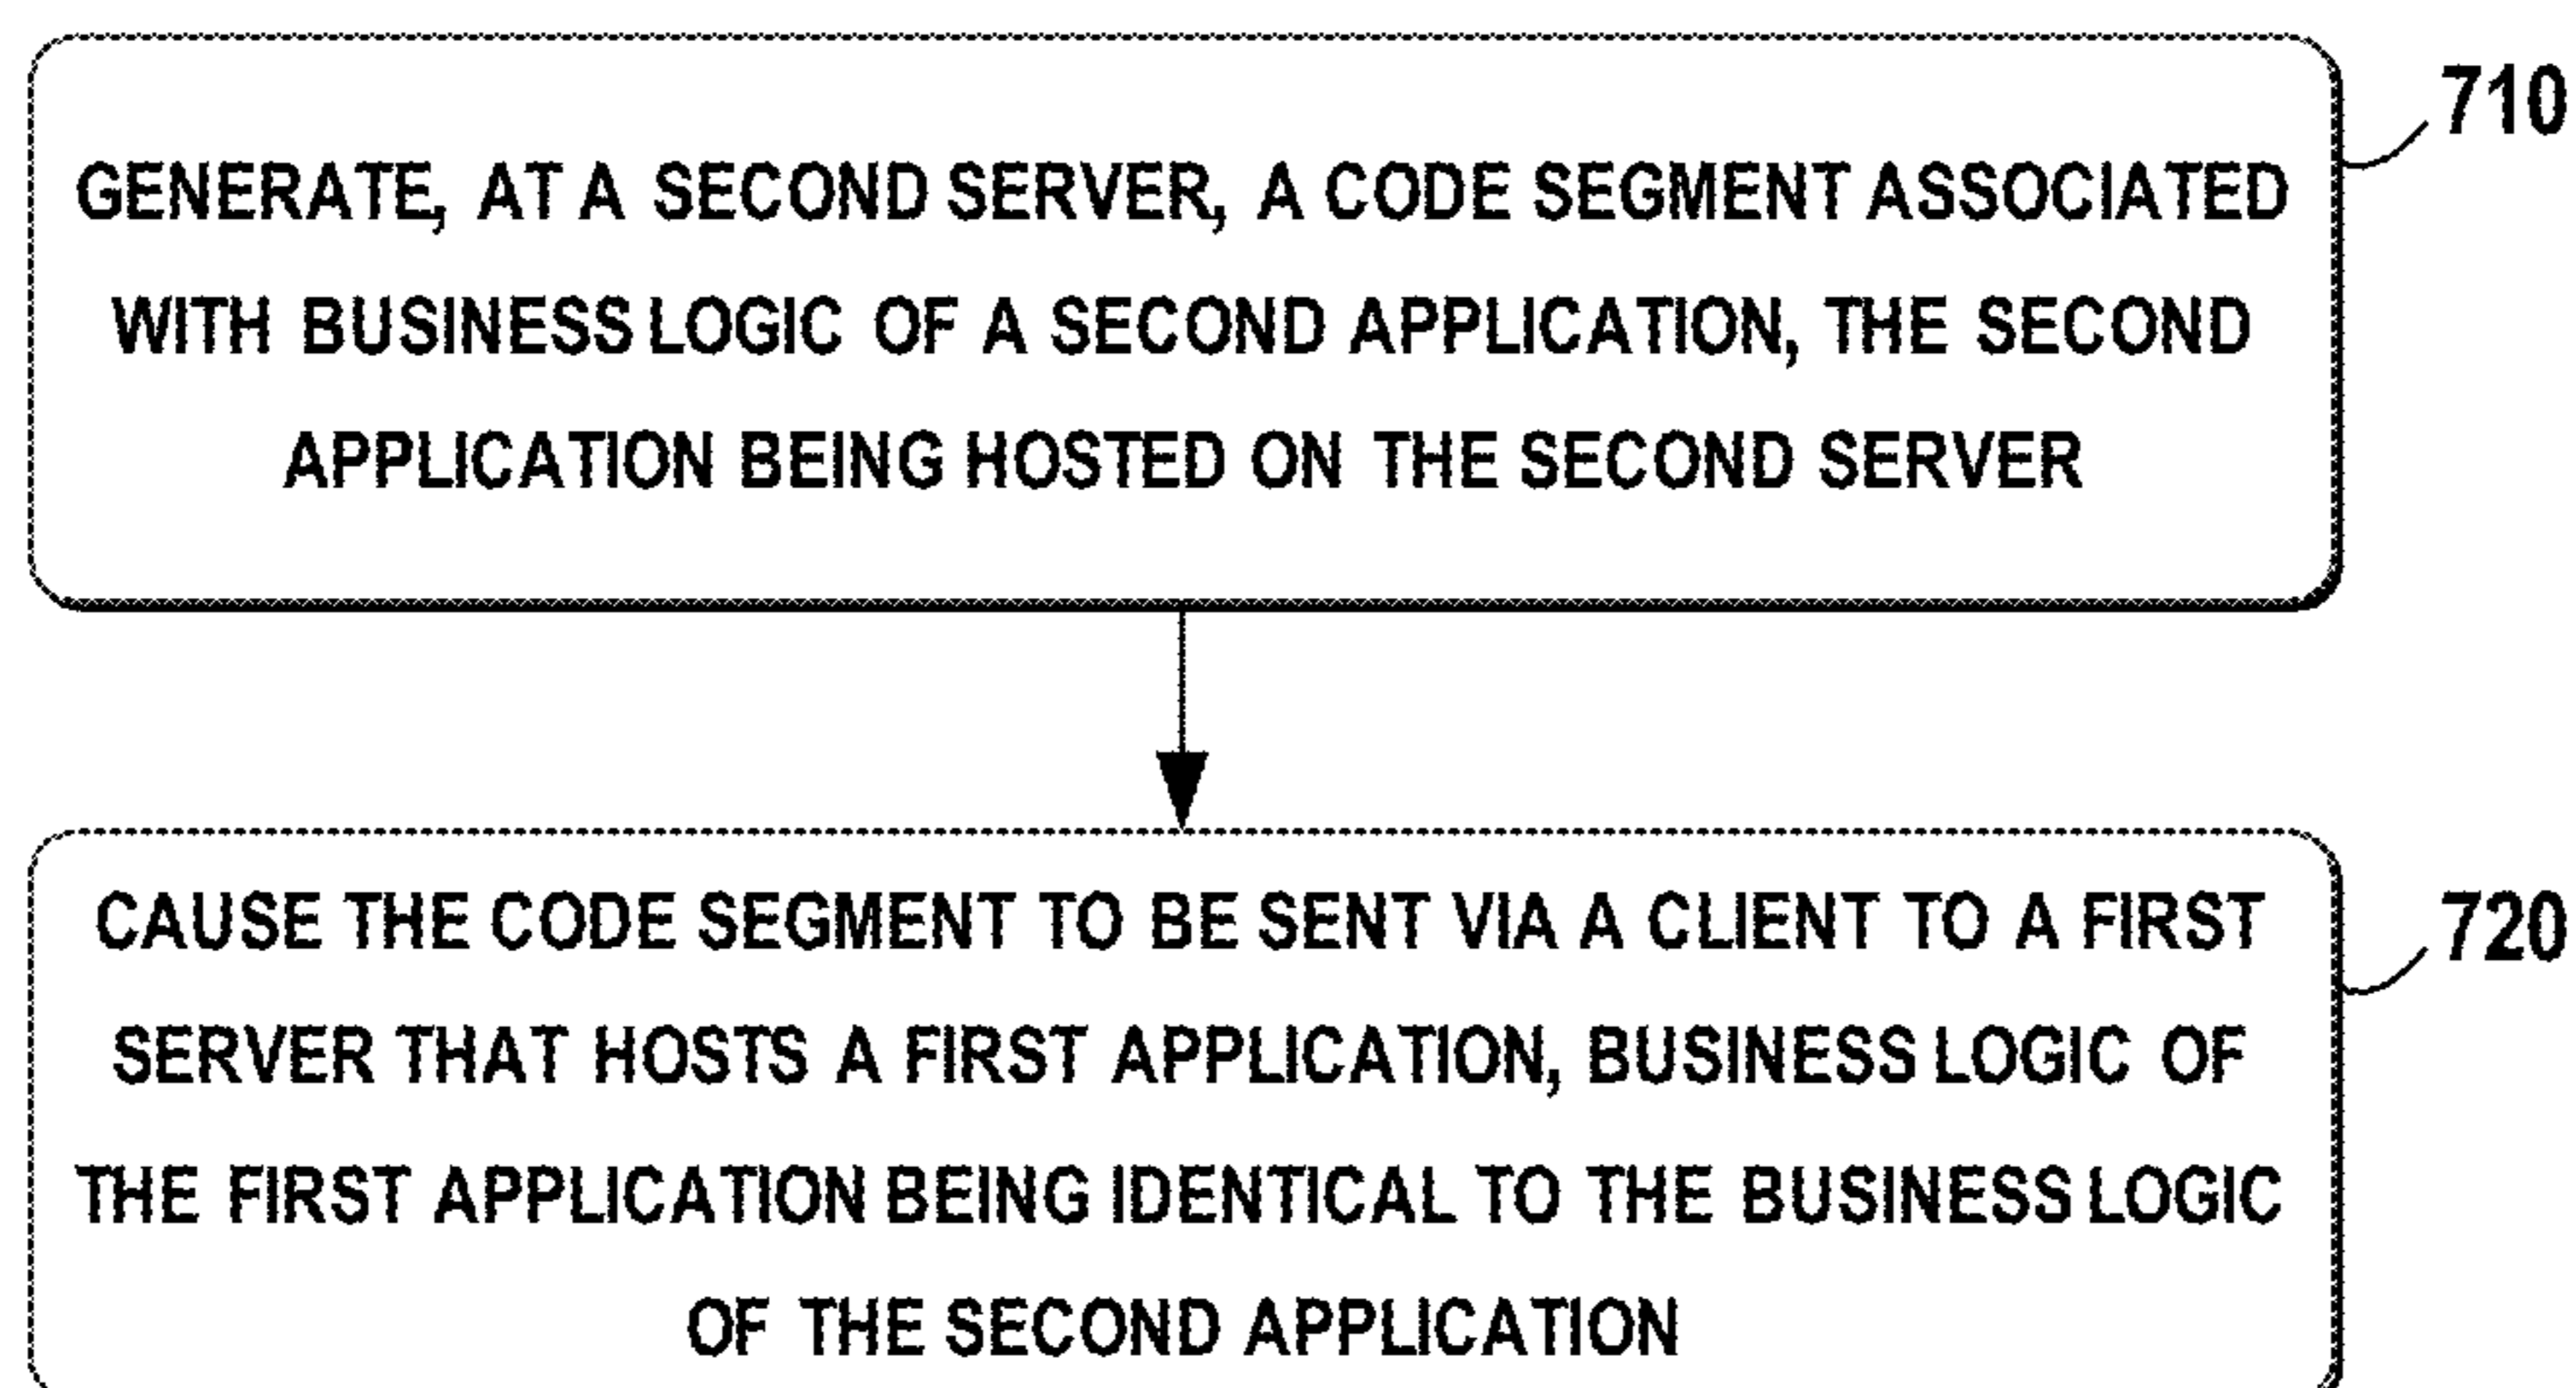 710
GENERATE, AT A SECOND SERVER, A CODE SEGMENT ASSOCIATED
WITH BUSINESS LOGIC OF A SECOND APPLICATION, THE SECOND
APPLICATION BEING HOSTED ON THE SECOND SERVER
720
CAUSE THE CODE SEGMENT TO BE SENT VIA A CLIENT TO A FIRST
SERVER THAT HOSTS A FIRST APPLICATION, BUSINESS LOGIC OF
THE FIRST APPLICATION BEING IDENTICAL TO THE BUSINESS LOGIC
OF THE SECOND APPLICATION